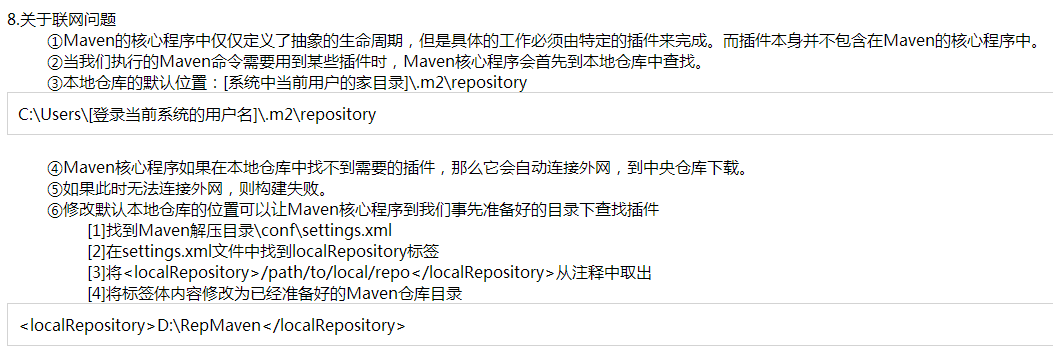 8.关于联网问题
①Maven的核心程序中仅仅定义了抽象的生命周期，但是具体的工作必须由特定的插件来完成。而插件本身并不包含在Maven的核心程序中。
②当我们执行的Maven命令需要用到某些插件时，Maven核心程序会首先到本地仓库中查找。
③本地仓库的默认位置：[系统中当前用户的家目录]\.m2\repository
C:\Users\[登录当前系统的用户名]\.m2\repository
④Maven核心程序如果在本地仓库中找不到需要的插件，那么它会自动连接外网，到中央仓库下载。
⑤如果此时无法连接外网，则构建失败。
⑥修改默认本地仓库的位置可以让Maven核心程序到我们事先准备好的目录下查找插件
[1]找到Maven解压目录\conf\settings.xml
[2]在settings.xml文件中找到localRepository标签
[3]将<localRepository>/path/to/local/repo</localRepository>从注释中取出
[4]将标签体内容修改为已经准备好的Maven仓库目录
<localRepository>D:\RepMaven</localRepository>